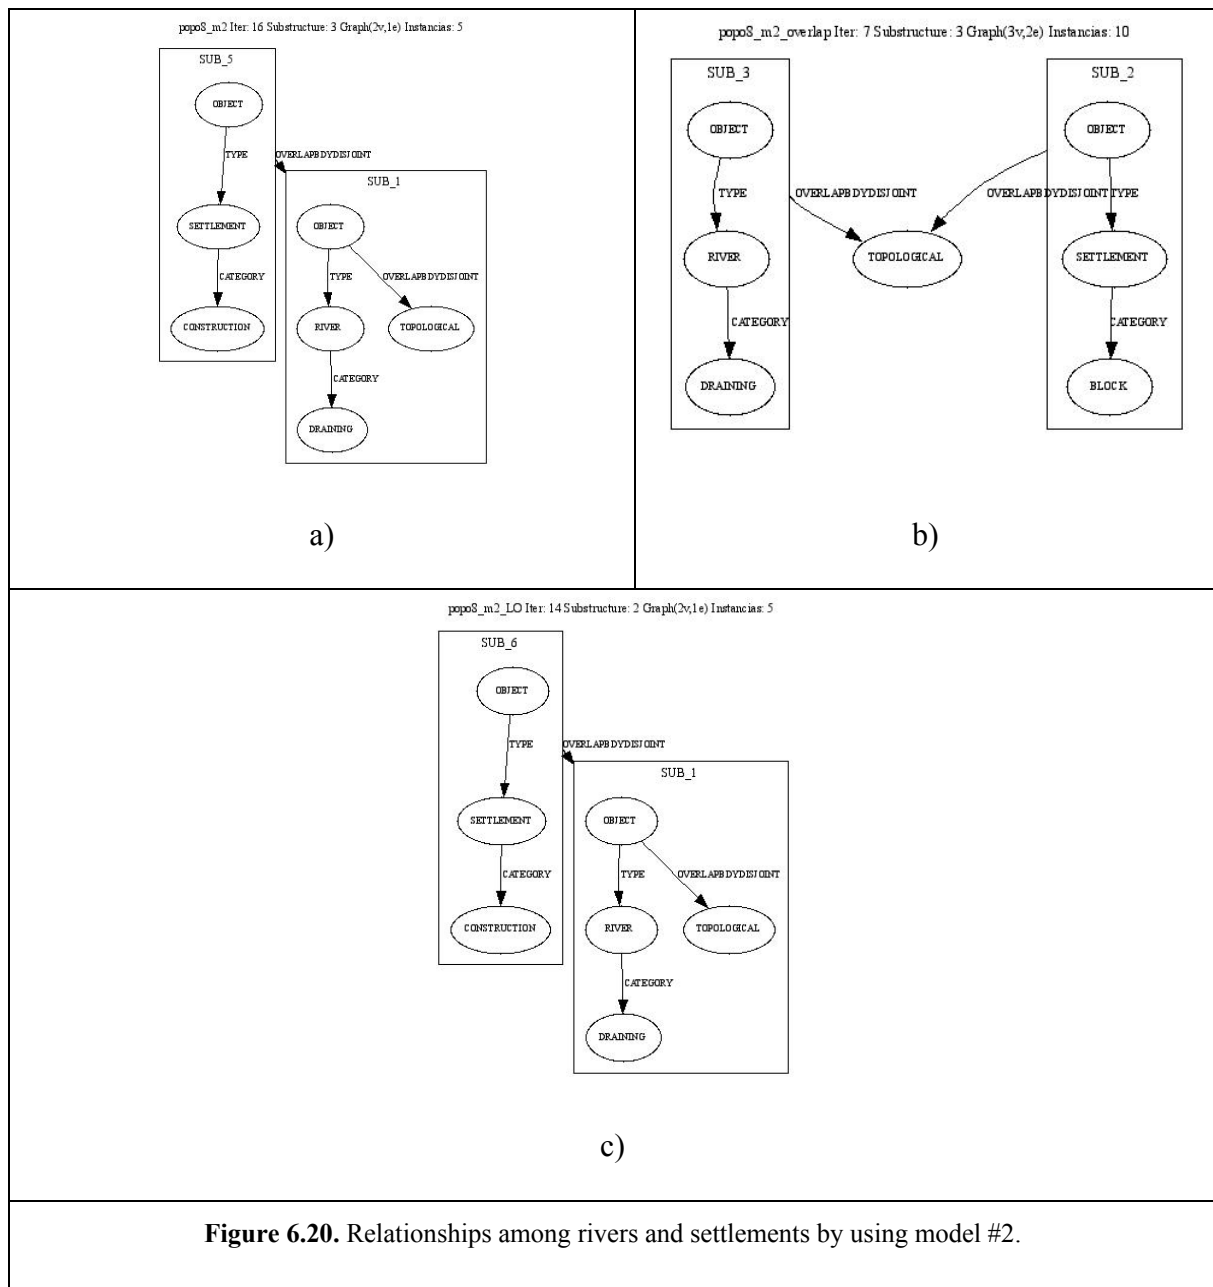 popo8_m2 Iter: 16 Substructure: 3 Graph(2v,1e) Instancias: 5
SUB_5
OBJECT
TYPE
OVERLAPBDYDISJOINT
SUB_1
SETTLEMENT
OBJECT
CATEGORY
TYPE
OVERLAPBDYDISJOINT
CONSTRUCTION
RIVER
TOPOLOGICAL
CATEGORY
DRAINING
a)
popo8_m2_overlap Iter: 7 Substructure: 3 Graph(3v,2e) Instancias: 10
SUB_3
SUB_2
OBJECT
OBJECT
TYPE
OVERLAPBDYDISJOINT
OVERLAPBDYDISJOINT
TYPE
RIVER
TOPOLOGICAL
SETTLEMENT
CATEGORY
CATEGORY
DRAINING
BLOCK
b)
popo8_m2_LO Iter: 14 Substructure: 2 Graph(2v,1e) Instancias: 5
SUB_6
OBJECT
TYPE
OVERLAPBDYDISJOINT
SUB_1
SETTLEMENT
OBJECT
CATEGORY
TYPE
OVERLAPBDYDISJOINT
CONSTRUCTION
RIVER
TOPOLOGICAL
CATEGORY
DRAINING
c)
Figure 6.20. Relationships among rivers and settlements by using model #2.